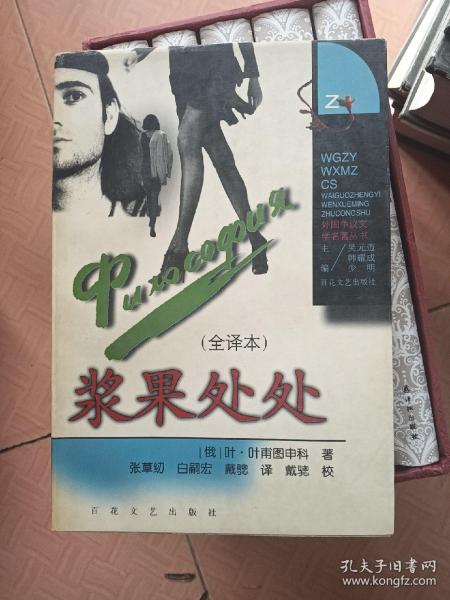 Z
WGZY
WXMZ
CS
WAIGUOZHENGYI
WENXUEMING
ZHUCONGSHU
外国争议文
学名著丛书
主 吴元迈
韩耀成
编 少明
百花文艺出版社
Философия
(全译本)
浆果处处
[俄]叶·叶甫图申科 著
张草纫 白嗣宏 戴骢 译 戴骢 校
百花文艺出版社
孔夫子旧书网
www.kongfz.com